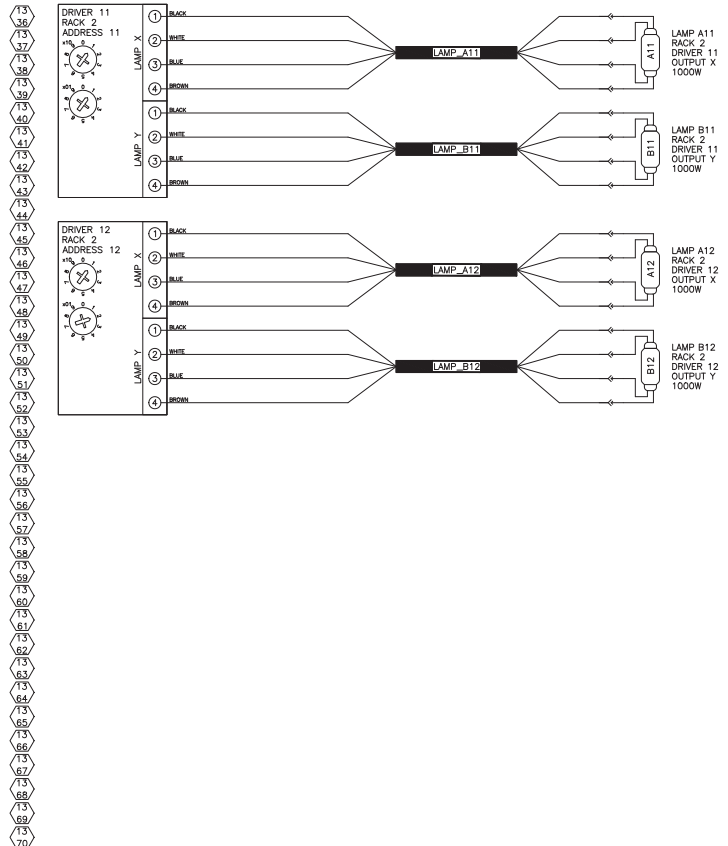 13
36
13
37
13
38
13
39
13
40
13
41
13
42
13
43
13
44
13
45
13
46
13
47
13
48
13
49
13
50
13
51
13
52
13
53
13
54
13
55
13
56
13
57
13
58
13
59
13
60
13
61
13
62
13
63
13
64
13
65
13
66
13
67
13
68
13
69
13
70
DRIVER 11
RACK 2
ADDRESS 11
x10
x01
LAMP X
1 BLACK
2 WHITE
3 BLUE
4 BROWN
LAMP Y
1 BLACK
2 WHITE
3 BLUE
4 BROWN
LAMP_A11
LAMP_B11
A11
LAMP A11
RACK 2
DRIVER 11
OUTPUT X
1000W
B11
LAMP B11
RACK 2
DRIVER 11
OUTPUT Y
1000W
DRIVER 12
RACK 2
ADDRESS 12
x10
x01
LAMP X
1 BLACK
2 WHITE
3 BLUE
4 BROWN
LAMP Y
1 BLACK
2 WHITE
3 BLUE
4 BROWN
LAMP_A12
LAMP_B12
A12
LAMP A12
RACK 2
DRIVER 12
OUTPUT X
1000W
B12
LAMP B12
RACK 2
DRIVER 12
OUTPUT Y
1000W